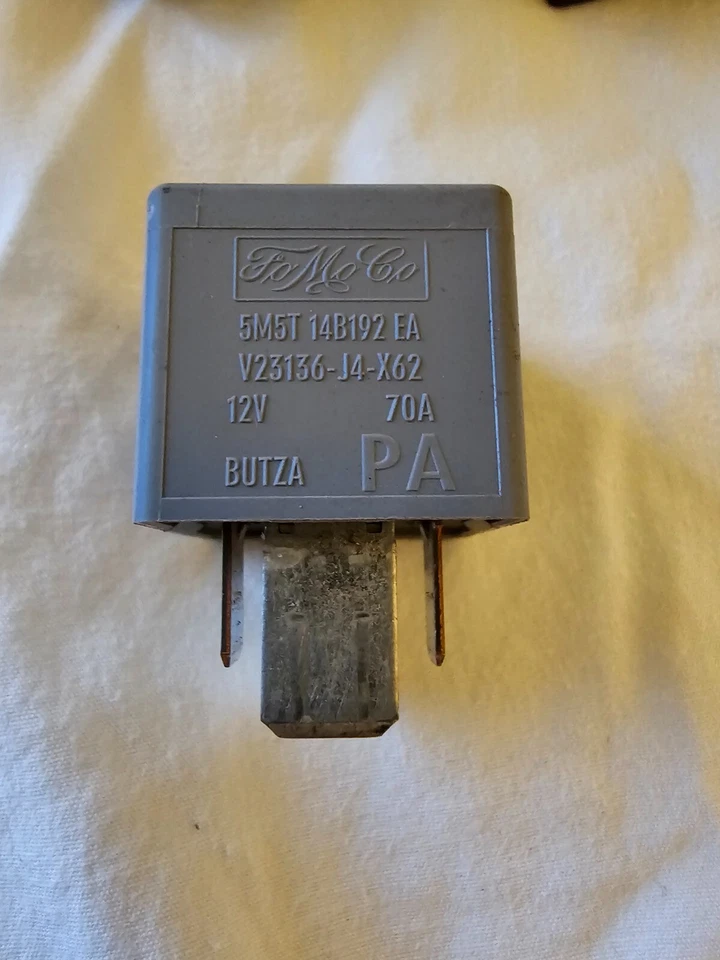 FoMoCo
5M5T 14B192 EA
V23136-J4-X62
12V 70A
BUTZA PA